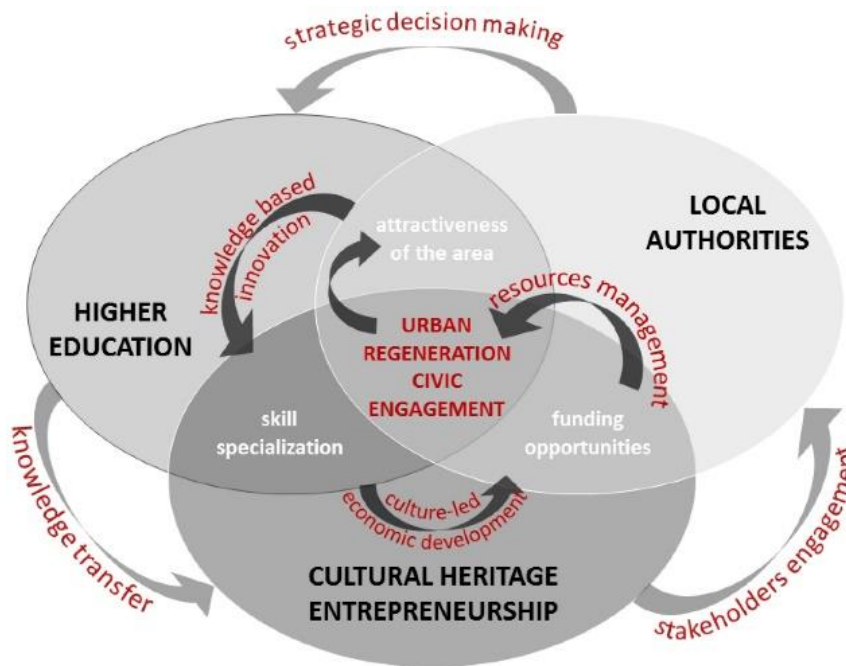 strategic decision making
knowledge based
innovation
attractiveness
of the area
LOCAL
AUTHORITIES
HIGHER
EDUCATION
resources management
URBAN
REGENERATION
CIVIC
ENGAGEMENT
skill
specialization
funding
opportunities
knowledge transfer
culture-led
economic development
stakeholders engagement
CULTURAL HERITAGE
ENTREPRENEURSHIP